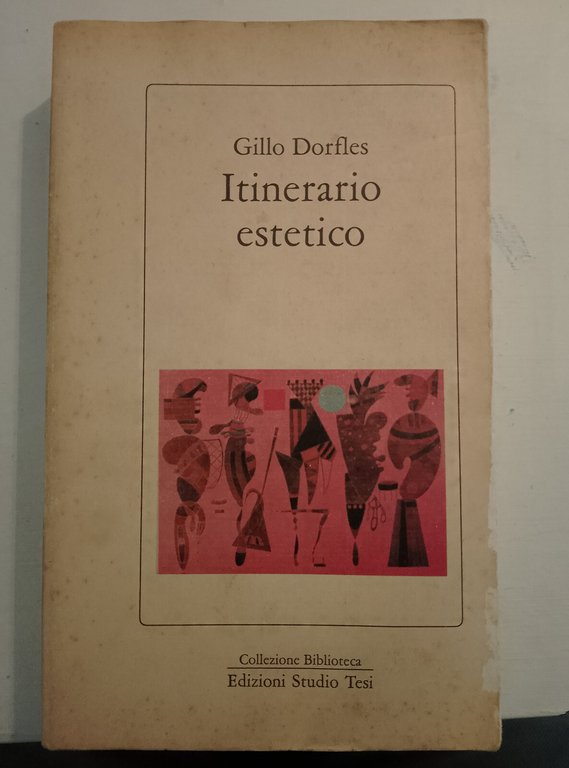 Gillo Dorfles
Itinerario
estetico
Collezione Biblioteca
Edizioni Studio Tesi